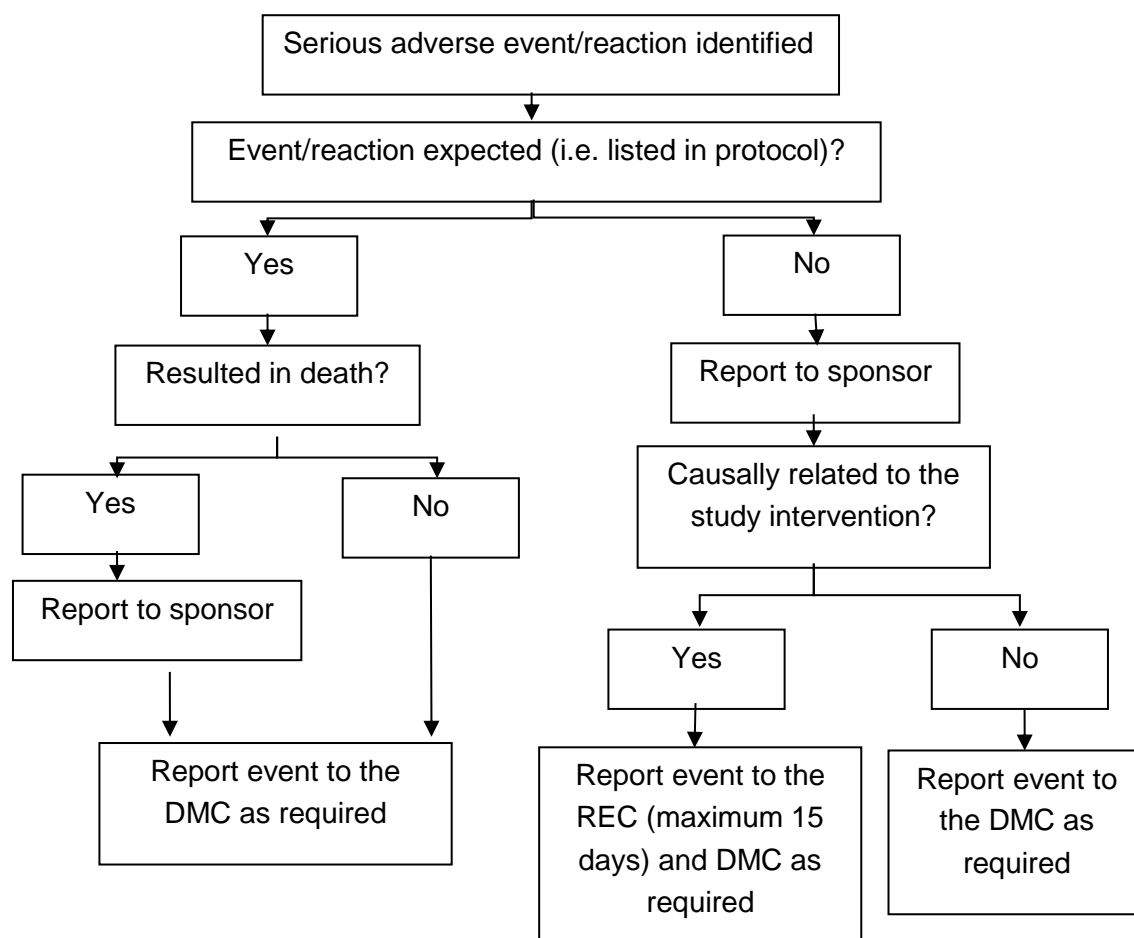 Serious adverse event/reaction identified
Event/reaction expected (i.e. listed in protocol)?
Yes
No
Resulted in death?
Report to sponsor
Yes
No
Causally related to the
study intervention?
Report to sponsor
Yes
No
Report event to the
DMC as required
Report event to the
REC (maximum 15
days) and DMC as
required
Report event to
the DMC as
required